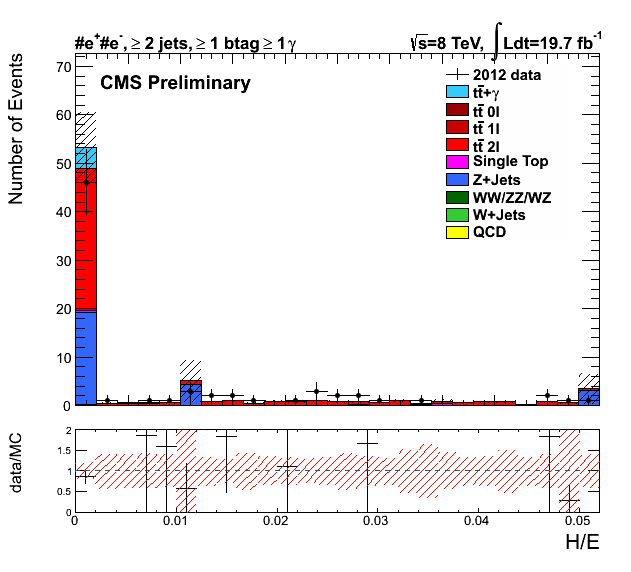 #e⁺#e⁻, ≥ 2 jets, ≥ 1 btag ≥ 1 γ
√s=8 TeV, ∫ Ldt=19.7 fb⁻¹
Number of Events
70
60
50
40
30
20
10
0
CMS Preliminary
2012 data
tt̄+γ
tt̄ 0l
tt̄ 1l
tt̄ 2l
Single Top
Z+Jets
WW/ZZ/WZ
W+Jets
QCD
data/MC
2
1.5
1
0.5
0
0 0.01 0.02 0.03 0.04 0.05
H/E